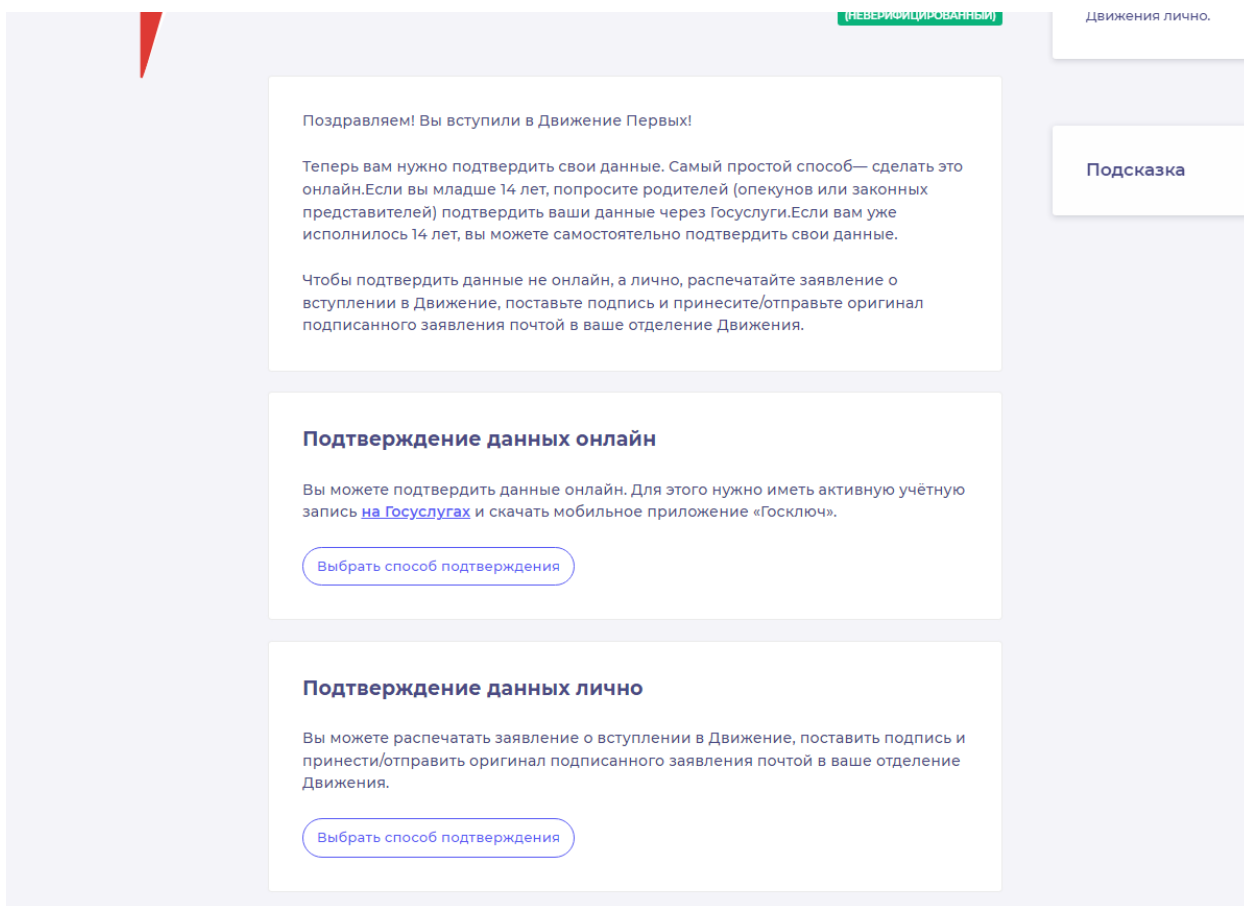 (НЕВЕРИФИЦИРОВАННЫЙ)
Движения лично.
Поздравляем! Вы вступили в Движение Первых!
Теперь вам нужно подтвердить свои данные. Самый простой способ— сделать это
онлайн.Если вы младше 14 лет, попросите родителей (опекунов или законных
представителей) подтвердить ваши данные через Госуслуги.Если вам уже
исполнилось 14 лет, вы можете самостоятельно подтвердить свои данные.
Чтобы подтвердить данные не онлайн, а лично, распечатайте заявление о
вступлении в Движение, поставьте подпись и принесите/отправьте оригинал
подписанного заявления почтой в ваше отделение Движения.
Подсказка
Подтверждение данных онлайн
Вы можете подтвердить данные онлайн. Для этого нужно иметь активную учётную
запись на Госуслугах и скачать мобильное приложение «Госключ».
Выбрать способ подтверждения
Подтверждение данных лично
Вы можете распечатать заявление о вступлении в Движение, поставить подпись и
принести/отправить оригинал подписанного заявления почтой в ваше отделение
Движения.
Выбрать способ подтверждения